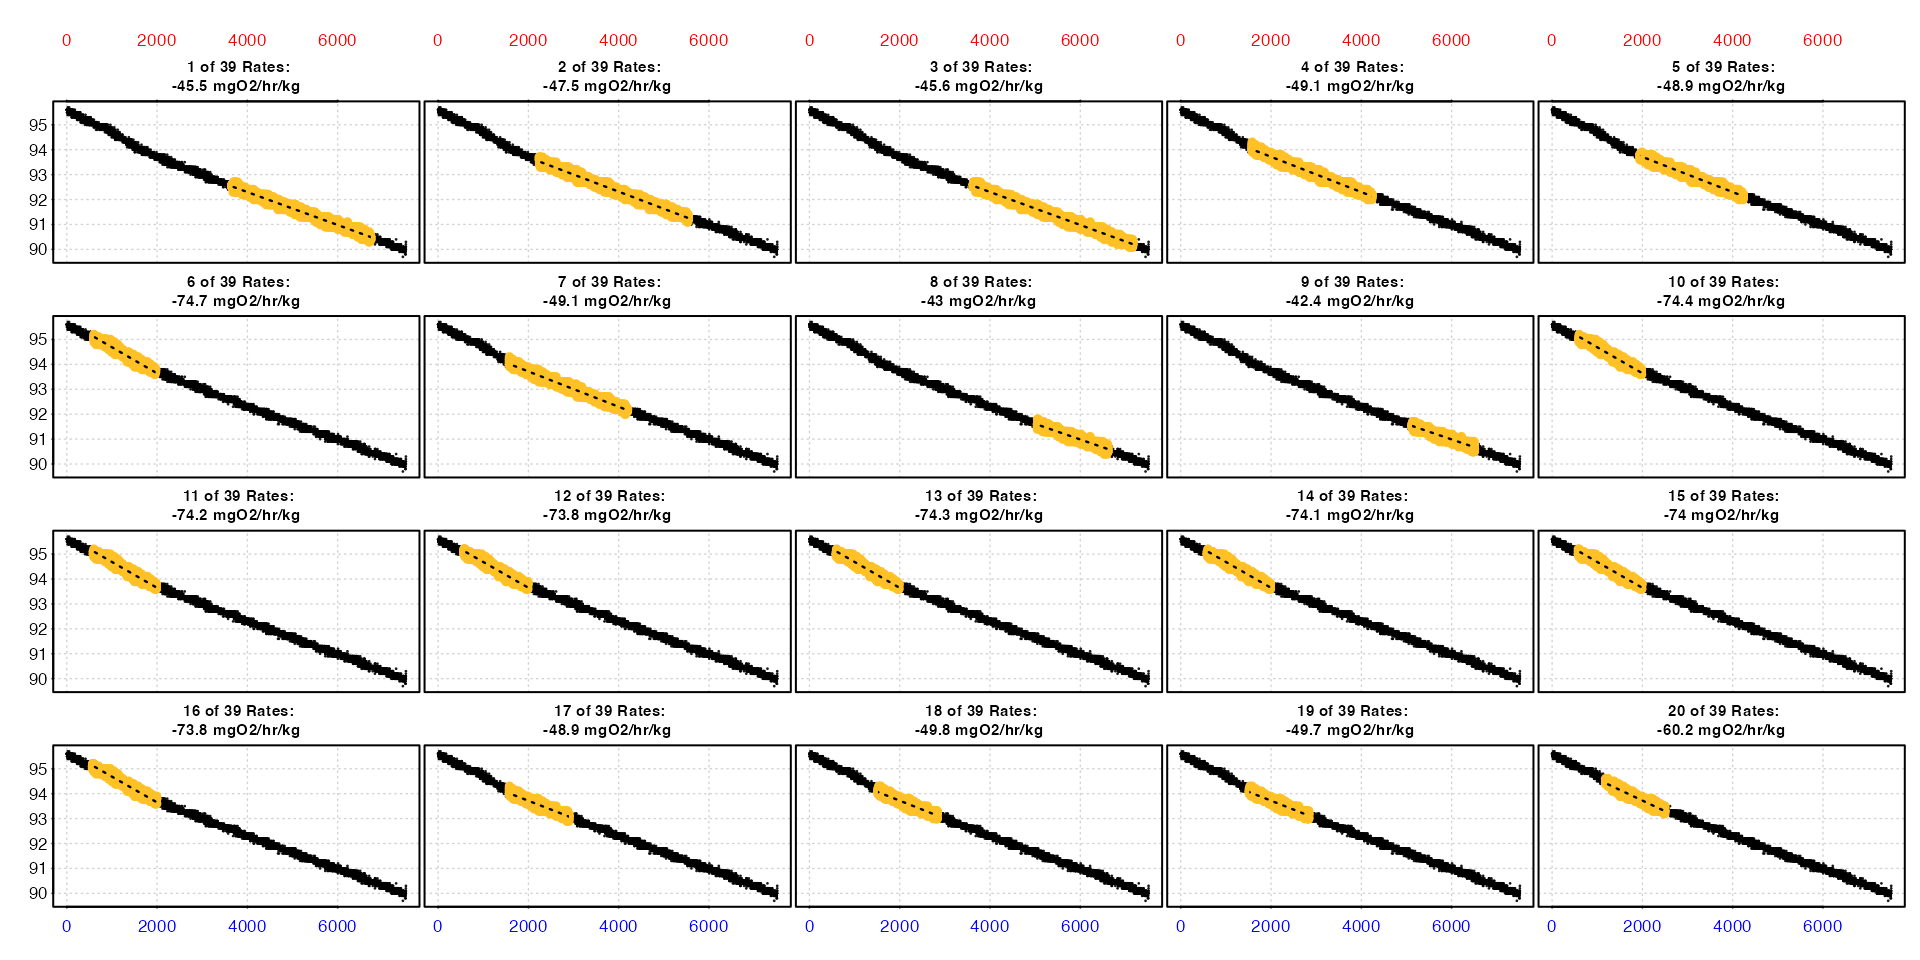 0 2000 4000 6000 0 2000 4000 6000 0 2000 4000 6000 0 2000 4000 6000 0 2000 4000 6000
1 of 39 Rates: 2 of 39 Rates: 3 of 39 Rates: 4 of 39 Rates: 5 of 39 Rates:
-45.5 mgO2/hr/kg -47.5 mgO2/hr/kg -45.6 mgO2/hr/kg -49.1 mgO2/hr/kg -48.9 mgO2/hr/kg
95
94
93
92
91
90
6 of 39 Rates: 7 of 39 Rates: 8 of 39 Rates: 9 of 39 Rates: 10 of 39 Rates:
-74.7 mgO2/hr/kg -49.1 mgO2/hr/kg -43 mgO2/hr/kg -42.4 mgO2/hr/kg -74.4 mgO2/hr/kg
95
94
93
92
91
90
11 of 39 Rates: 12 of 39 Rates: 13 of 39 Rates: 14 of 39 Rates: 15 of 39 Rates:
-74.2 mgO2/hr/kg -73.8 mgO2/hr/kg -74.3 mgO2/hr/kg -74.1 mgO2/hr/kg -74 mgO2/hr/kg
95
94
93
92
91
90
16 of 39 Rates: 17 of 39 Rates: 18 of 39 Rates: 19 of 39 Rates: 20 of 39 Rates:
-73.8 mgO2/hr/kg -48.9 mgO2/hr/kg -49.8 mgO2/hr/kg -49.7 mgO2/hr/kg -60.2 mgO2/hr/kg
95
94
93
92
91
90
0 2000 4000 6000 0 2000 4000 6000 0 2000 4000 6000 0 2000 4000 6000 0 2000 4000 6000